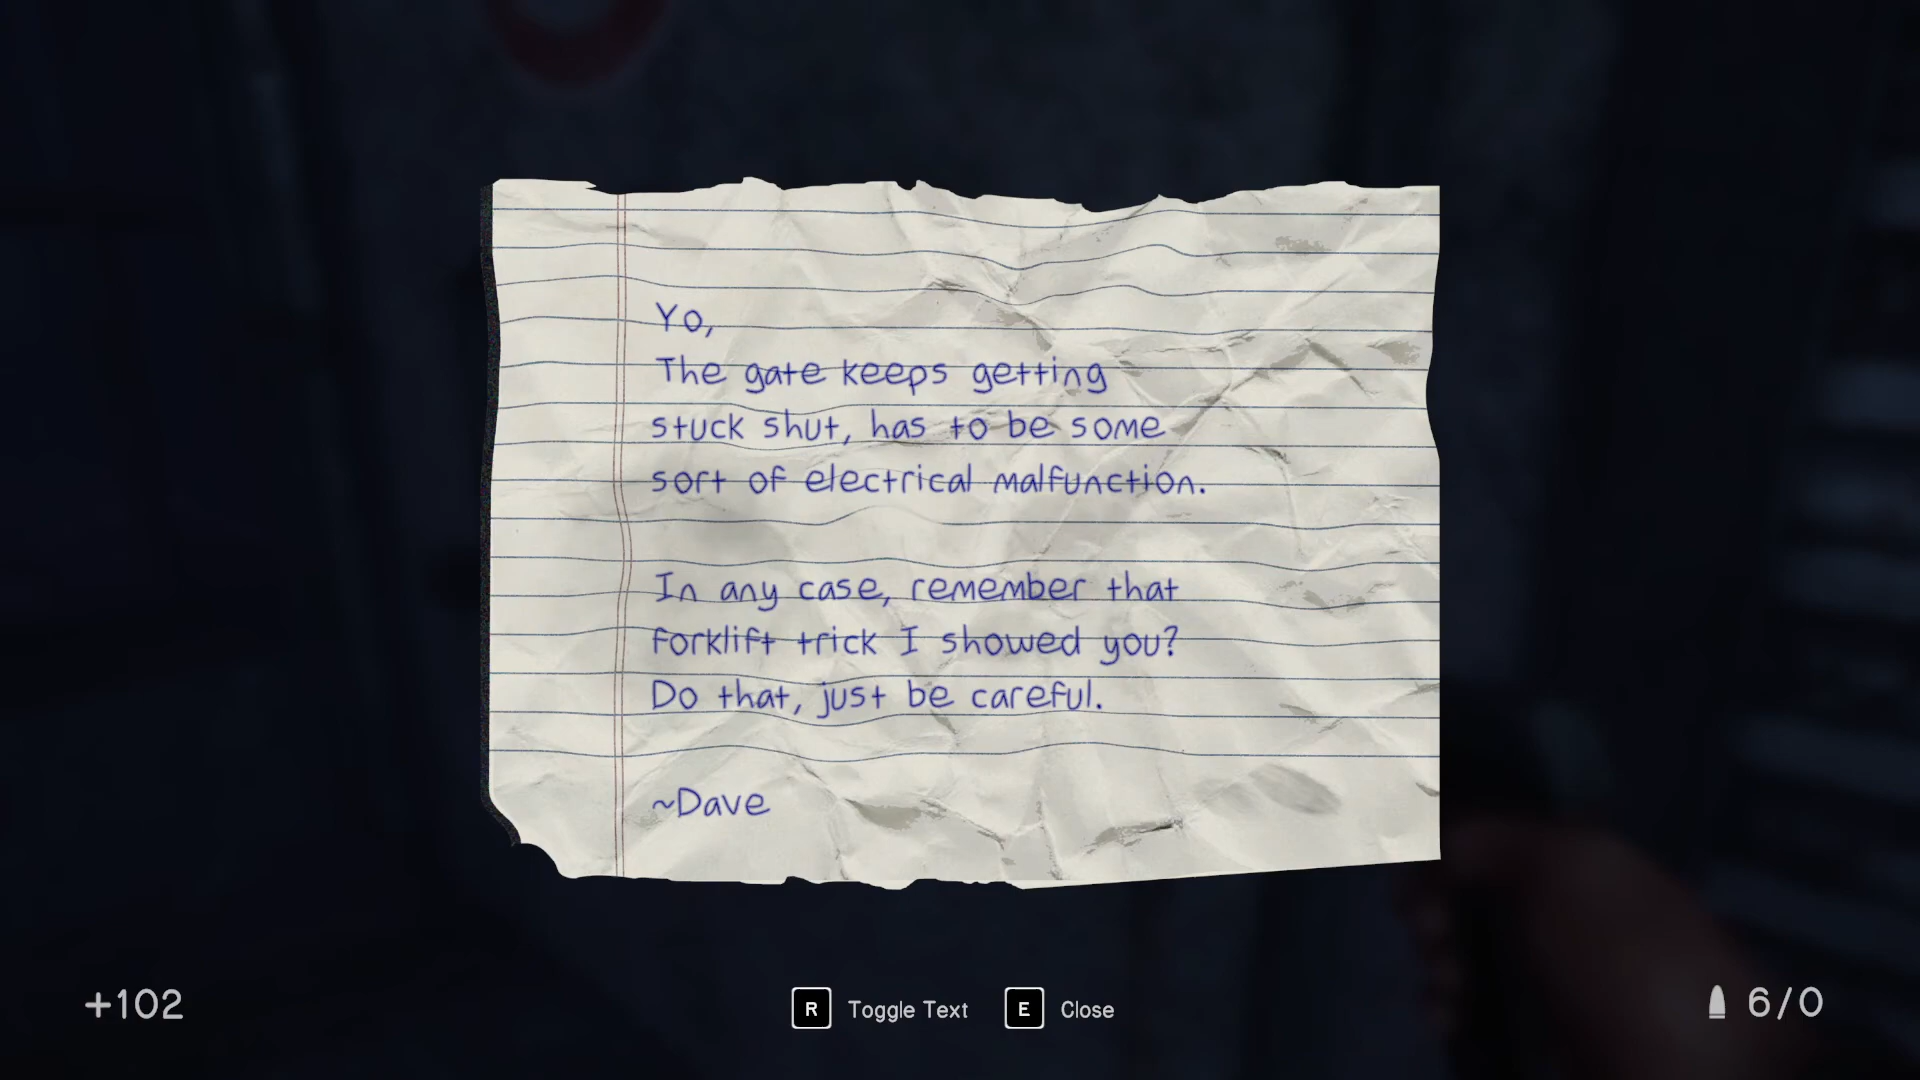 Yo,
The gate keeps getting
stuck shut, has to be some
sort of electrical malfunction.
In any case, remember that
forklift trick I showed you?
Do that, just be careful.
~Dave
+102
R Toggle Text E Close
6/0